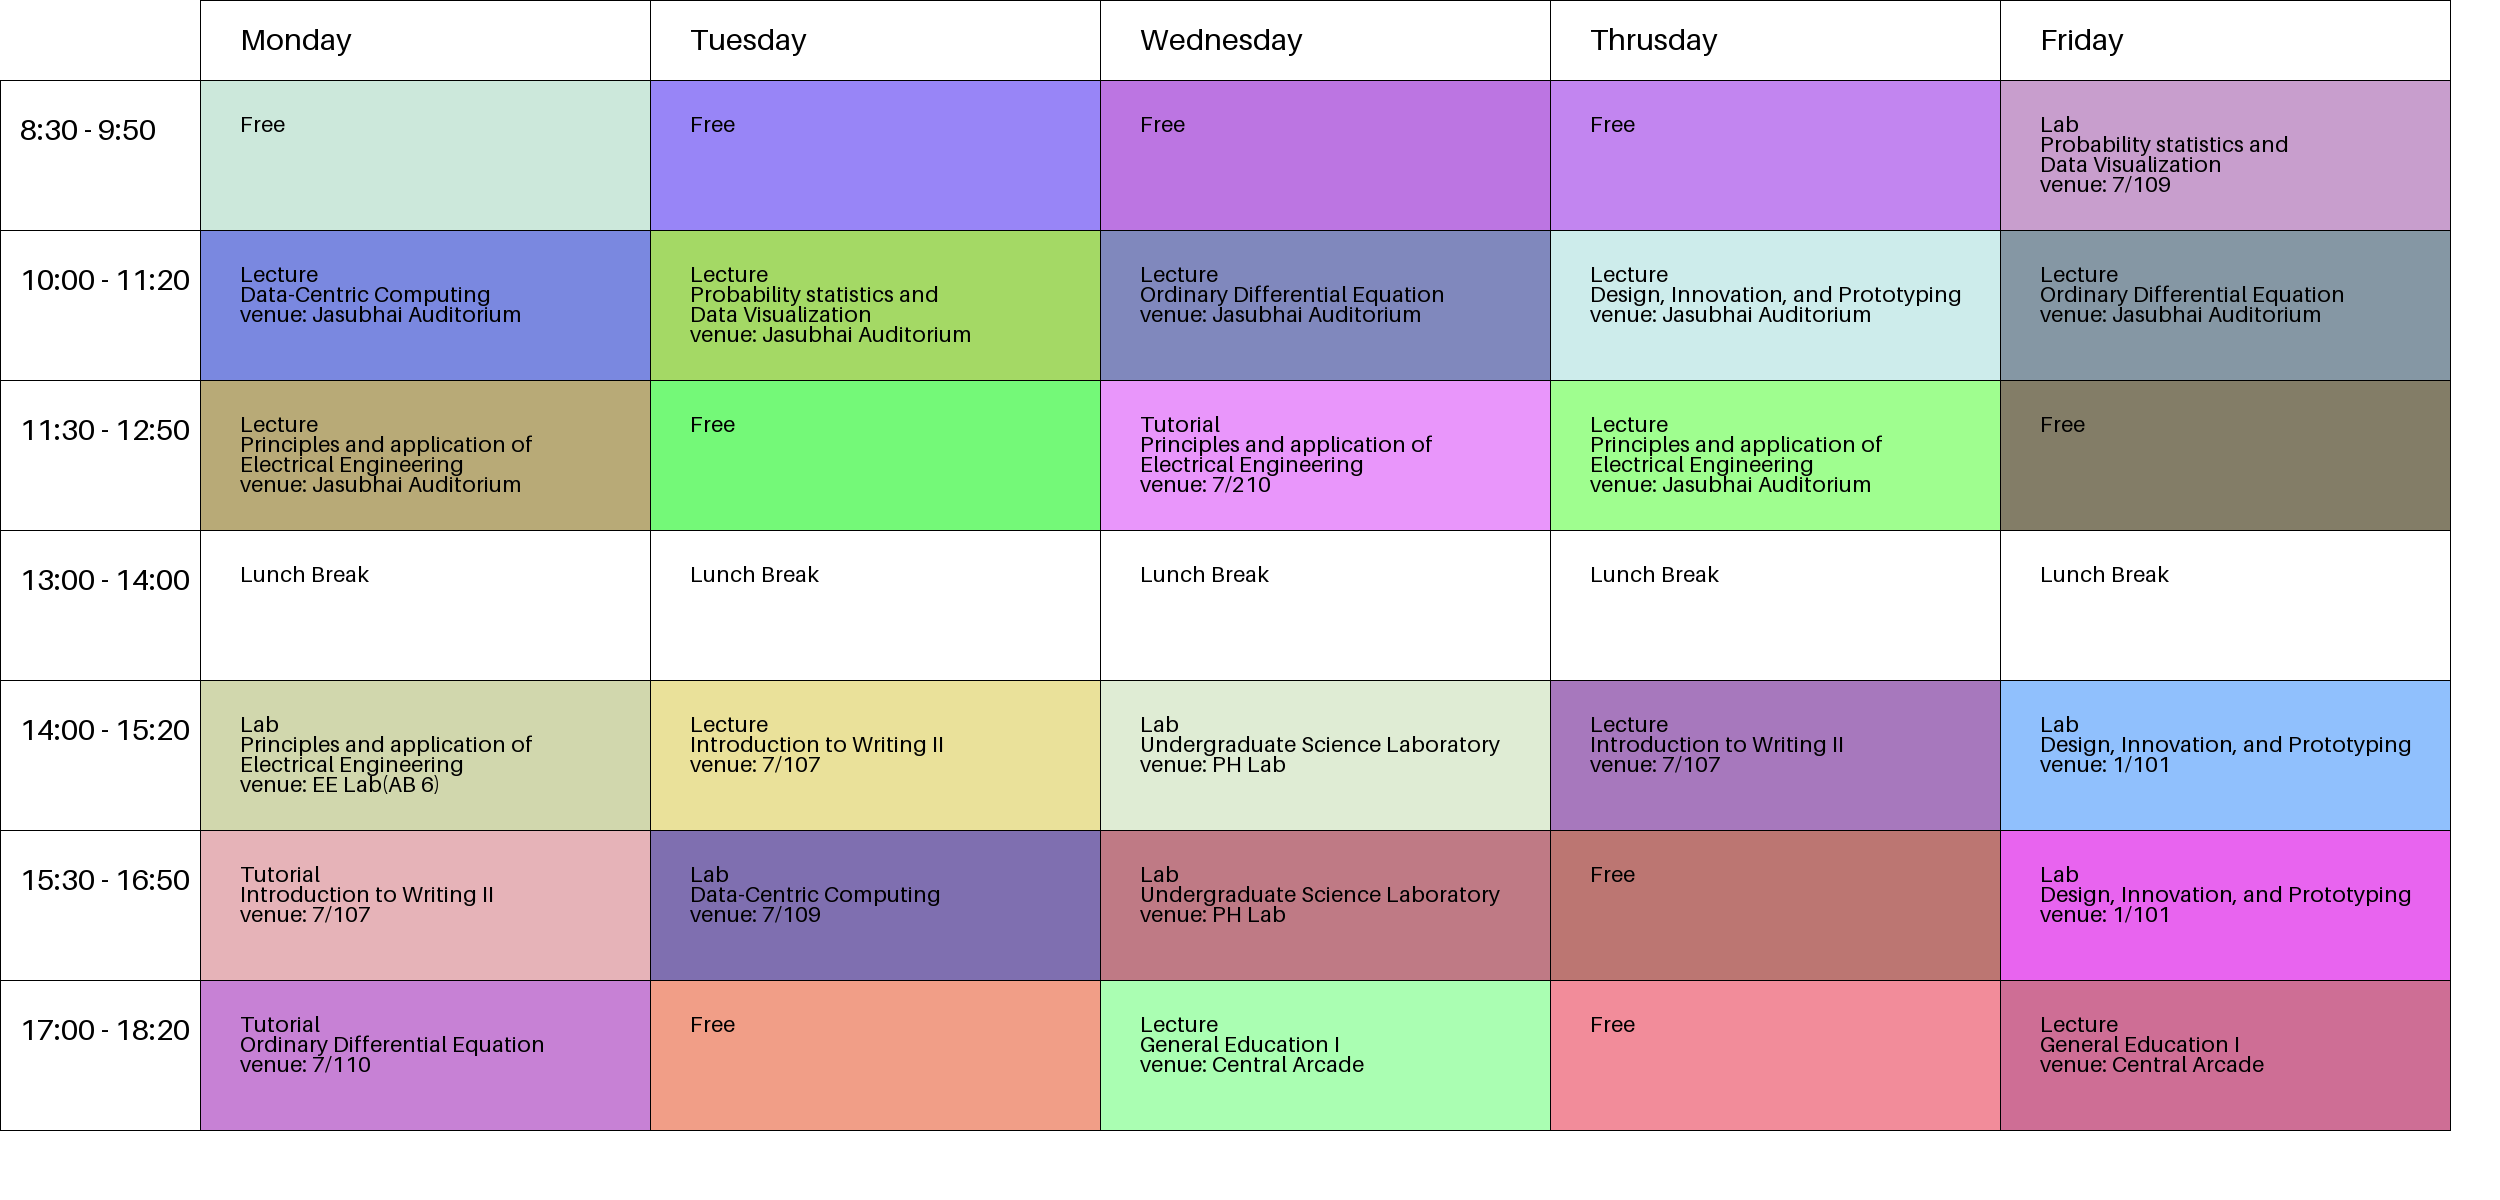 Monday
Tuesday
Wednesday
Thrusday
Friday
8:30 - 9:50
Free
Free
Free
Free
Lab
Probability statistics and
Data Visualization
venue: 7/109
10:00 - 11:20
Lecture
Data-Centric Computing
venue: Jasubhai Auditorium
Lecture
Probability statistics and
Data Visualization
venue: Jasubhai Auditorium
Lecture
Ordinary Differential Equation
venue: Jasubhai Auditorium
Lecture
Design, Innovation, and Prototyping
venue: Jasubhai Auditorium
Lecture
Ordinary Differential Equation
venue: Jasubhai Auditorium
11:30 - 12:50
Lecture
Principles and application of
Electrical Engineering
venue: Jasubhai Auditorium
Free
Tutorial
Principles and application of
Electrical Engineering
venue: 7/210
Lecture
Principles and application of
Electrical Engineering
venue: Jasubhai Auditorium
Free
13:00 - 14:00
Lunch Break
Lunch Break
Lunch Break
Lunch Break
Lunch Break
14:00 - 15:20
Lab
Principles and application of
Electrical Engineering
venue: EE Lab(AB 6)
Lecture
Introduction to Writing II
venue: 7/107
Lab
Undergraduate Science Laboratory
venue: PH Lab
Lecture
Introduction to Writing II
venue: 7/107
Lab
Design, Innovation, and Prototyping
venue: 1/101
15:30 - 16:50
Tutorial
Introduction to Writing II
venue: 7/107
Lab
Data-Centric Computing
venue: 7/109
Lab
Undergraduate Science Laboratory
venue: PH Lab
Free
Lab
Design, Innovation, and Prototyping
venue: 1/101
17:00 - 18:20
Tutorial
Ordinary Differential Equation
venue: 7/110
Free
Lecture
General Education I
venue: Central Arcade
Free
Lecture
General Education I
venue: Central Arcade